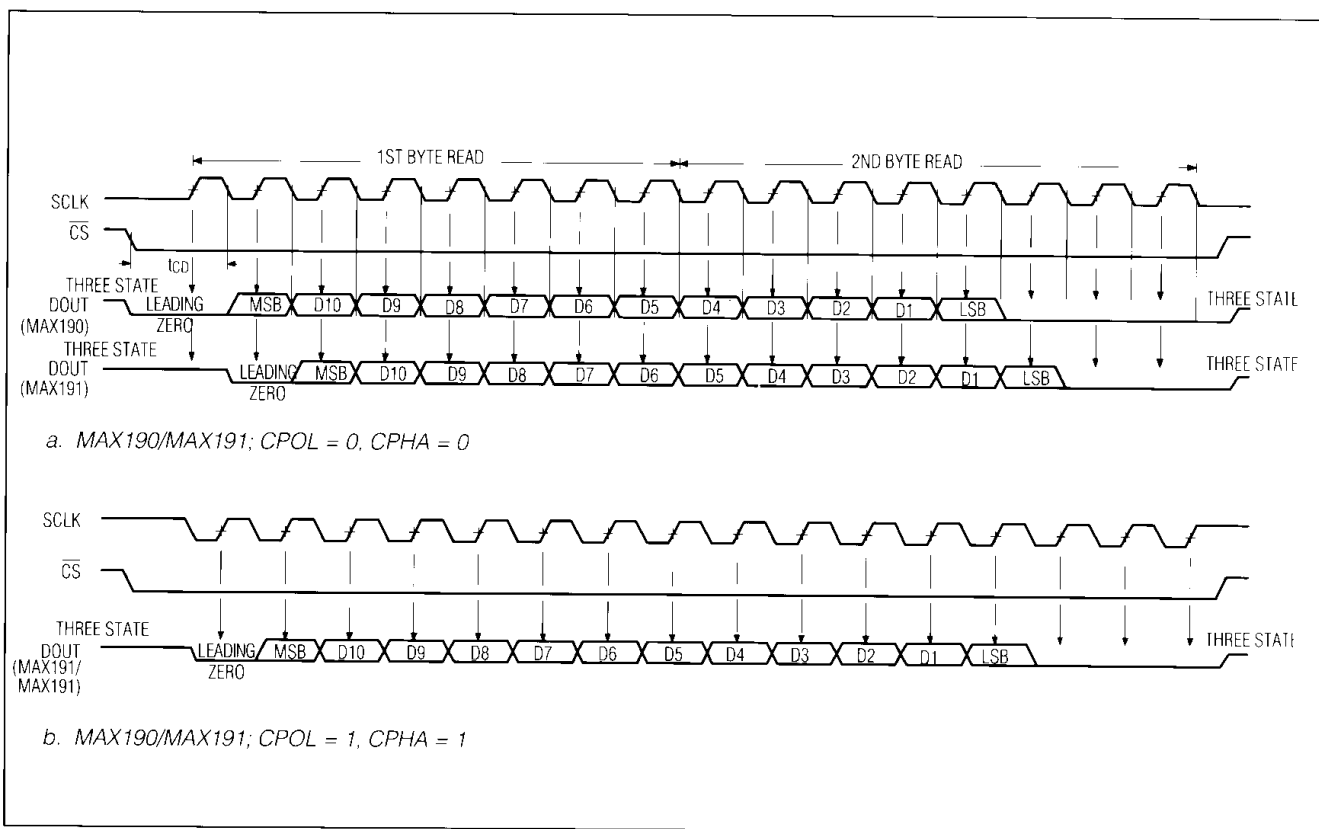 1ST BYTE READ
2ND BYTE READ
SCLK
CS
tCD
THREE STATE
DOUT
(MAX190)
LEADING
ZERO
MSB D10 D9 D8 D7 D6 D5 D4 D3 D2 D1 LSB
THREE STATE
THREE STATE
DOUT
(MAX191)
LEADING
ZERO
MSB D10 D9 D8 D7 D6 D5 D4 D3 D2 D1 LSB
THREE STATE
a. MAX190/MAX191; CPOL = 0, CPHA = 0
SCLK
CS
THREE STATE
DOUT
(MAX191/
MAX191)
LEADING
ZERO
MSB D10 D9 D8 D7 D6 D5 D4 D3 D2 D1 LSB
THREE STATE
b. MAX190/MAX191; CPOL = 1, CPHA = 1